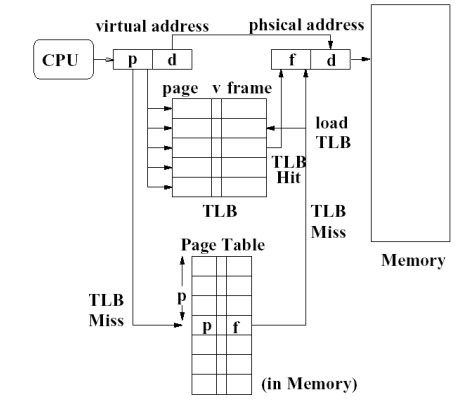 virtual address
phsical address
CPU
p d
f d
page v frame
load
TLB
TLB
Hit
TLB
TLB
Miss
Memory
Page Table
p
TLB
Miss
p f
(in Memory)